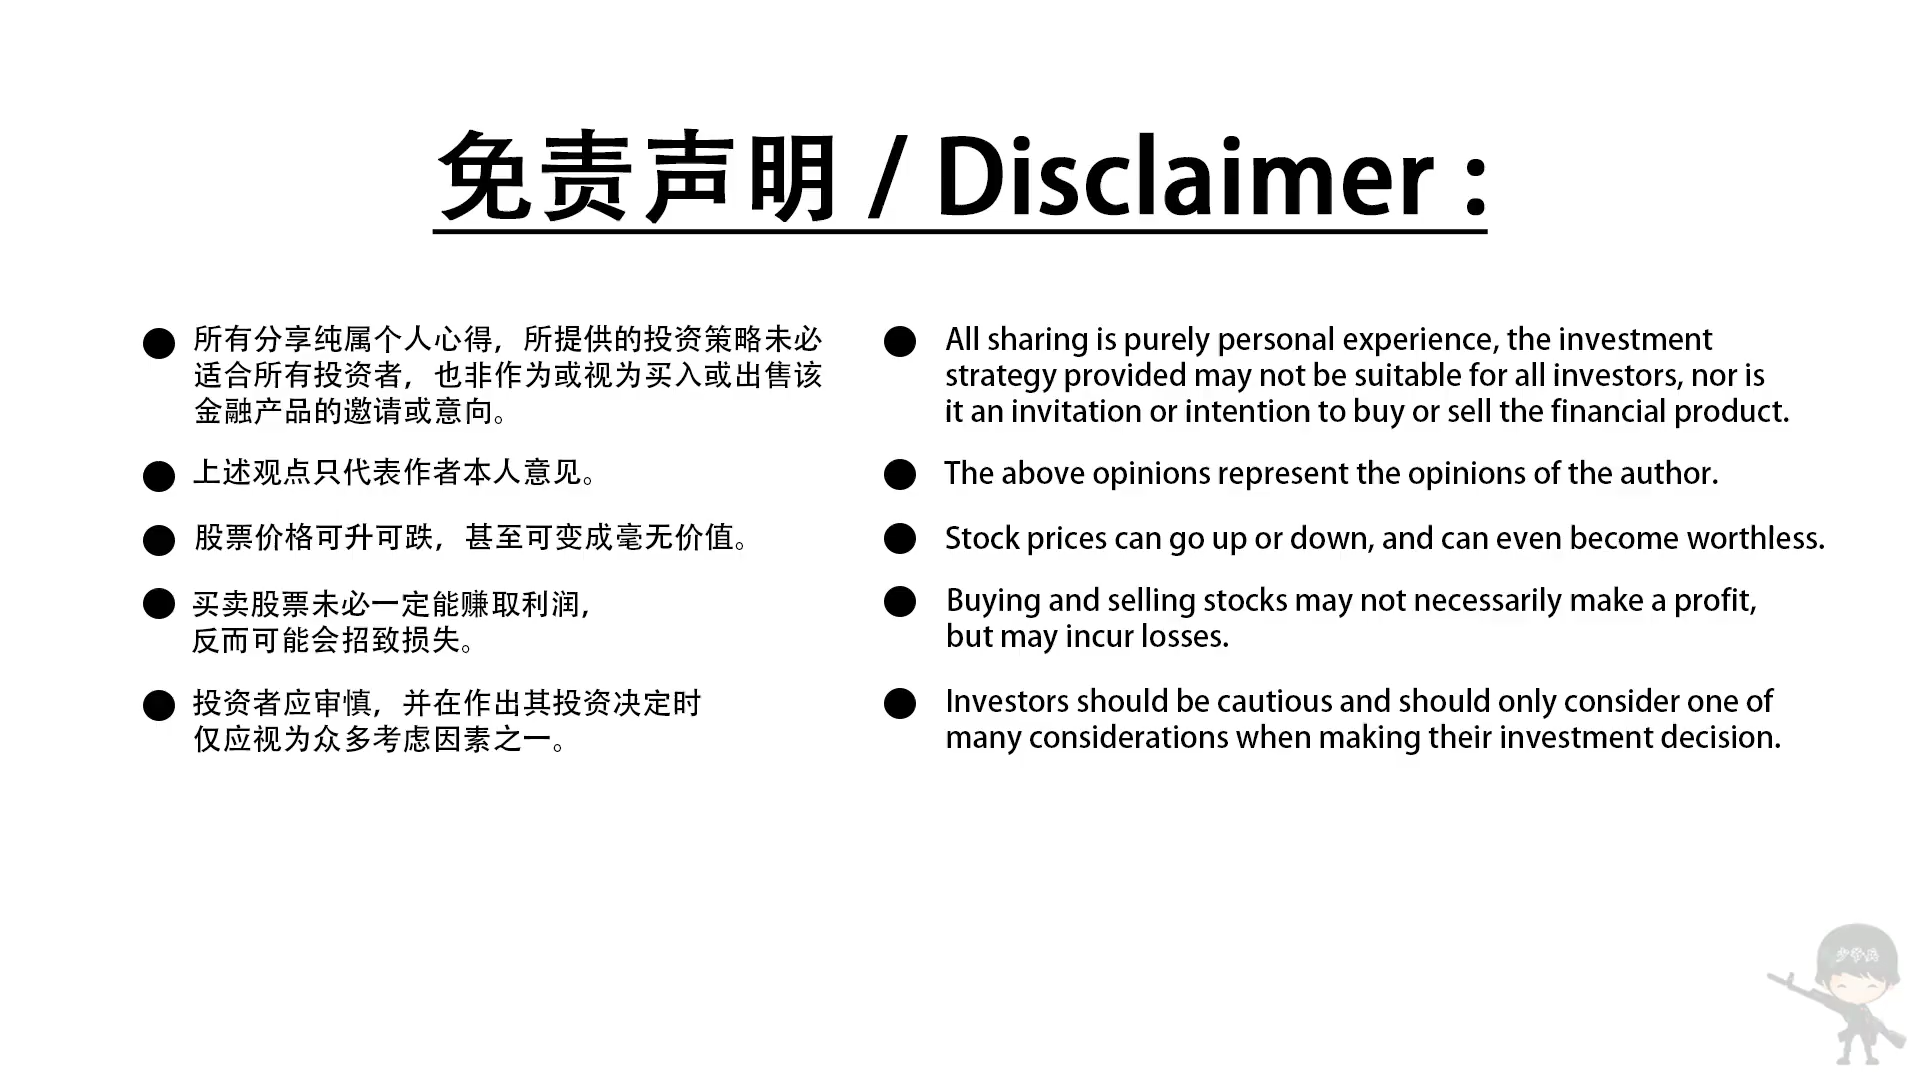 免责声明 / Disclaimer :
所有分享纯属个人心得，所提供的投资策略未必
适合所有投资者，也非作为或视为买入或出售该
金融产品的邀请或意向。
上述观点只代表作者本人意见。
股票价格可升可跌，甚至可变成毫无价值。
买卖股票未必一定能赚取利润，
反而可能会招致损失。
投资者应审慎，并在作出其投资决定时
仅应视为众多考虑因素之一。
All sharing is purely personal experience, the investment
strategy provided may not be suitable for all investors, nor is
it an invitation or intention to buy or sell the financial product.
The above opinions represent the opinions of the author.
Stock prices can go up or down, and can even become worthless.
Buying and selling stocks may not necessarily make a profit,
but may incur losses.
Investors should be cautious and should only consider one of
many considerations when making their investment decision.